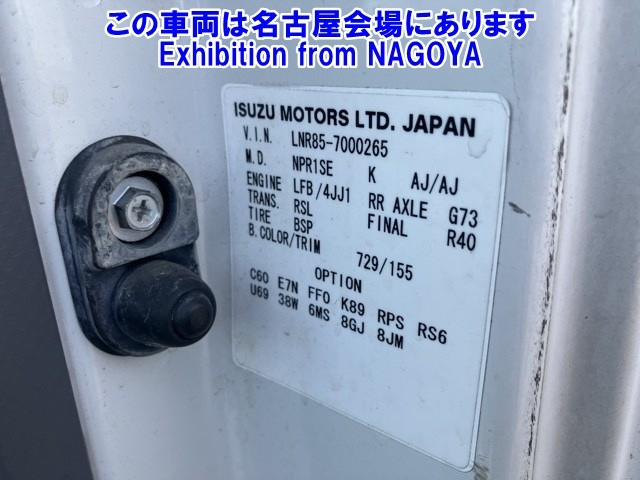 この車両は名古屋会場にあります
Exhibition from NAGOYA
ISUZU MOTORS LTD. JAPAN
V.I.N. LNR85-7000265
M.D. NPR1SE K AJ/AJ
ENGINE LFB/4JJ1 RR AXLE G73
TRANS. RSL FINAL R40
TIRE BSP
B.COLOR/TRIM 729/155
OPTION
C60 E7N FFO K89 RPS RS6
U69 38W 6MS 8GJ 8JM